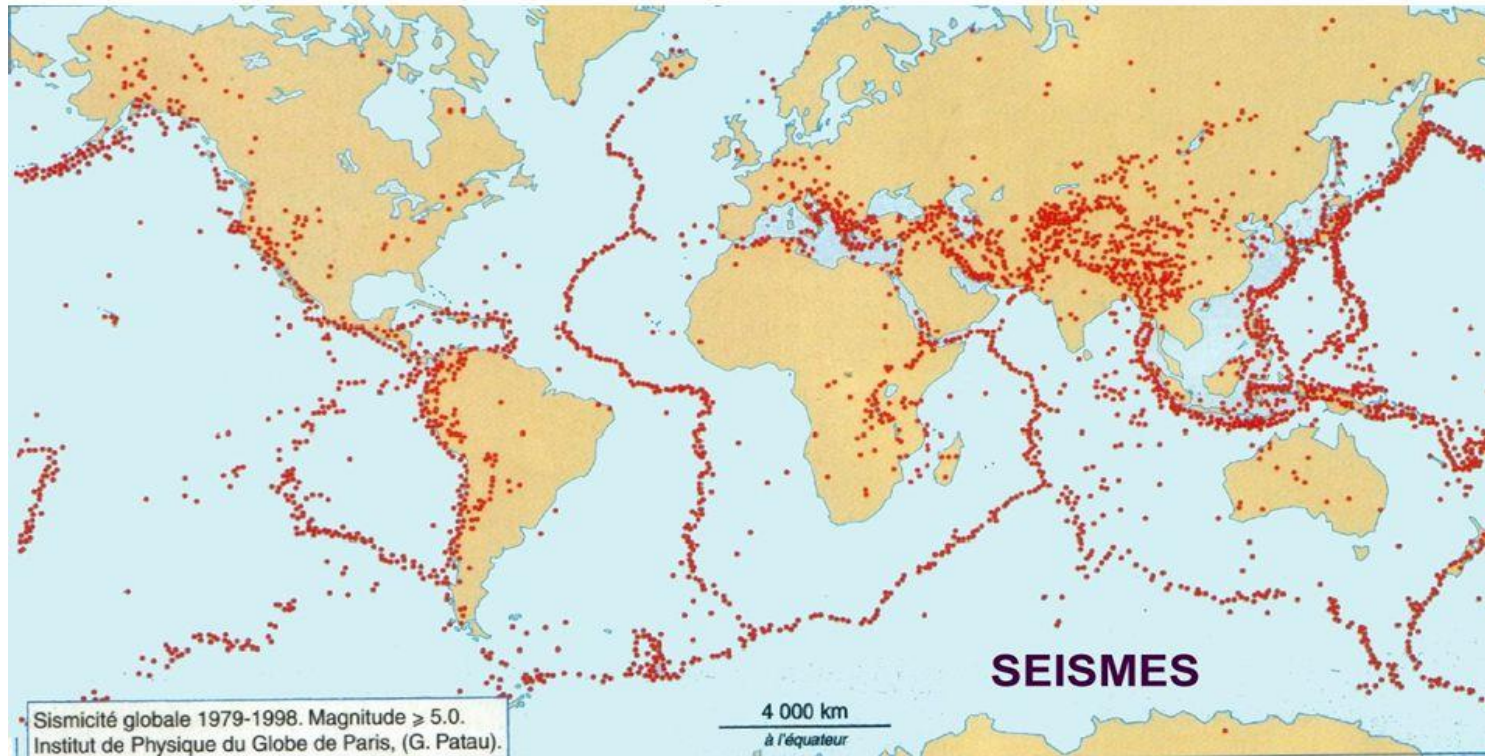 SEISMES
Sismicité globale 1979-1998. Magnitude ⩾ 5.0.
Institut de Physique du Globe de Paris, (G. Patau).
4 000 km
à l'équateur